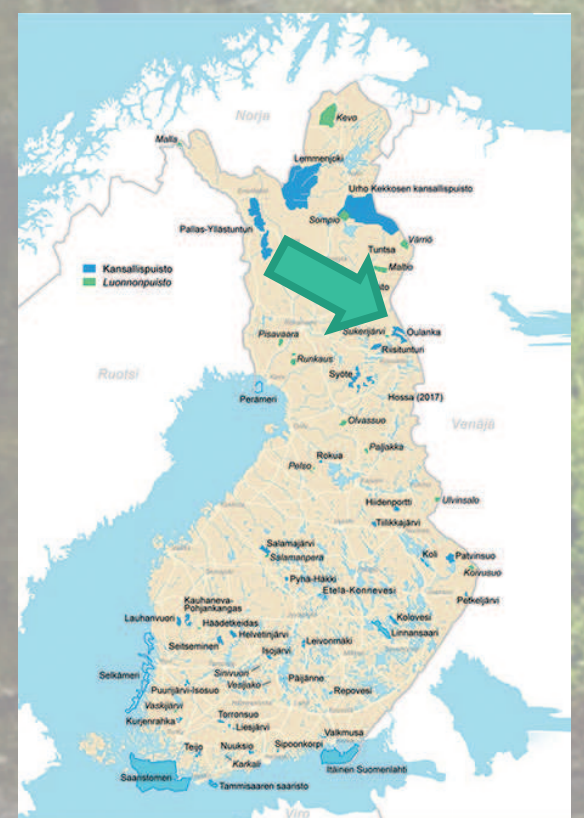 Norja
Kevo
Malla
Lemmenjoki
Urho Kekkosen kansallispuisto
Sompio
Pallas-Yllästunturi
Värriö
Tuntsa
Kansallispuisto
Luonnonpuisto
Maltio
Sukerijärvi
Oulanka
Pisavaara
Riisitunturi
Runkaus
Syöte
Ruotsi
Perämeri
Hossa (2017)
Olvassuo
Venäjä
Paljakka
Rokua
Pelso
Hiidenportti
Ulvinsalo
Tiilikkajärvi
Salamajärvi
Salamanperä
Koli
Patvinsuo
Koivusuo
Pyhä-Häkki
Etelä-Konnevesi
Petkeljärvi
Kauhaneva-
Pohjankangas
Lauhanvuori
Häädetkeidas
Kolovesi
Helvetinjärvi
Linnansaari
Seitseminen
Leivonmäki
Isojärvi
Selkämeri
Sinivuori
Vesijako
Päijänne
Puurijärvi-Isosuo
Repovesi
Vaskijärvi
Kurjenrahka
Torronsuo
Liesjärvi
Valkmusa
Teijo
Nuuksio
Sipoonkorpi
Karkali
Itäinen Suomenlahti
Saaristomeri
Tammisaaren saaristo
Viro